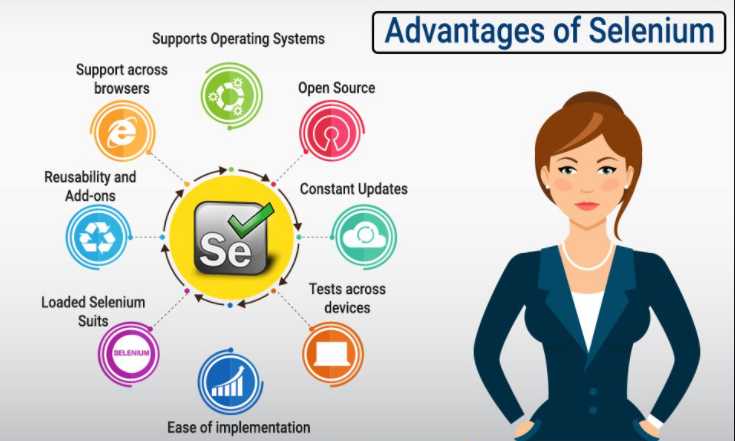 Advantages of Selenium
Supports Operating Systems
Support across
browsers
Open Source
Reusability and
Add-ons
Constant Updates
Se
Tests across
devices
Loaded Selenium
Suits
SELENIUM
Ease of implementation